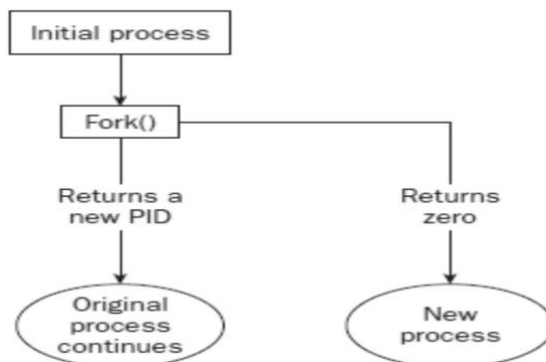 Initial process
Fork()
Returns a
new PID
Returns
zero
Original
process
continues
New
process